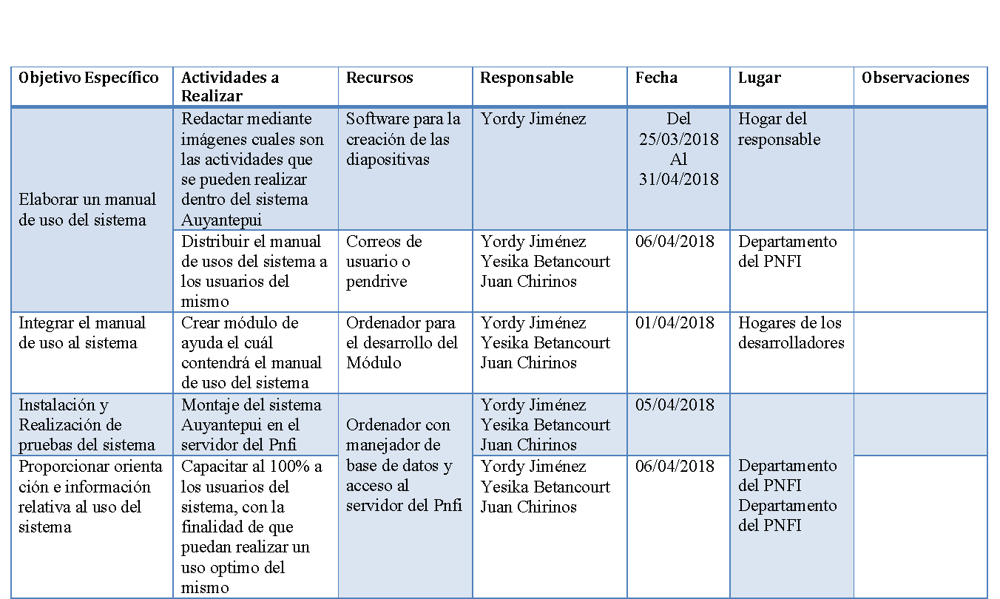 Objetivo Específico
Actividades a
Realizar
Recursos
Responsable
Fecha
Lugar
Observaciones
Elaborar un manual
de uso del sistema
Redactar mediante
imágenes cuales son
las actividades que
se pueden realizar
dentro del sistema
Auyantepui
Software para la
creación de las
diapositivas
Yordy Jiménez
Del
25/03/2018
Al
31/04/2018
Hogar del
responsable
Distribuir el manual
de usos del sistema a
los usuarios del
mismo
Correos de
usuario o
pendrive
Yordy Jiménez
Yesika Betancourt
Juan Chirinos
06/04/2018
Departamento
del PNFI
Integrar el manual
de uso al sistema
Crear módulo de
ayuda el cuál
contendrá el manual
de uso del sistema
Ordenador para
el desarrollo del
Módulo
Yordy Jiménez
Yesika Betancourt
Juan Chirinos
01/04/2018
Hogares de los
desarrolladores
Instalación y
Realización de
pruebas del sistema
Montaje del sistema
Auyantepui en el
servidor del Pnfi
Ordenador con
manejador de
base de datos y
acceso al
servidor del Pnfi
Yordy Jiménez
Yesika Betancourt
Juan Chirinos
05/04/2018
Departamento
del PNFI
Departamento
del PNFI
Proporcionar orienta
ción e información
relativa al uso del
sistema
Capacitar al 100% a
los usuarios del
sistema, con la
finalidad de que
puedan realizar un
uso optimo del
mismo
Yordy Jiménez
Yesika Betancourt
Juan Chirinos
06/04/2018